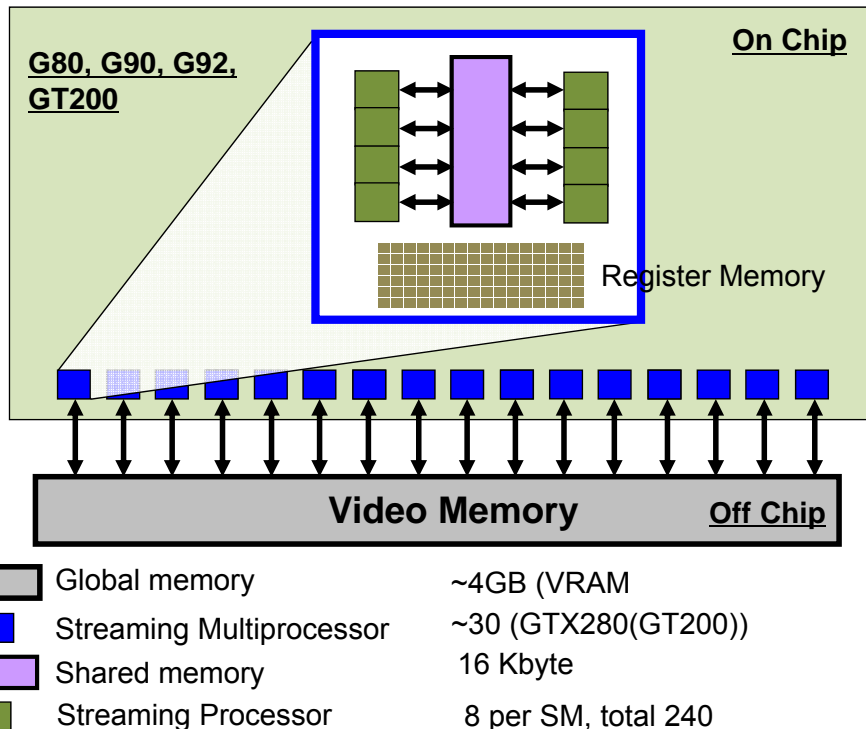 G80, G90, G92,
GT200
On Chip
Register Memory
Video Memory
Off Chip
Global memory ~4GB (VRAM
Streaming Multiprocessor ~30 (GTX280(GT200))
Shared memory 16 Kbyte
Streaming Processor 8 per SM, total 240